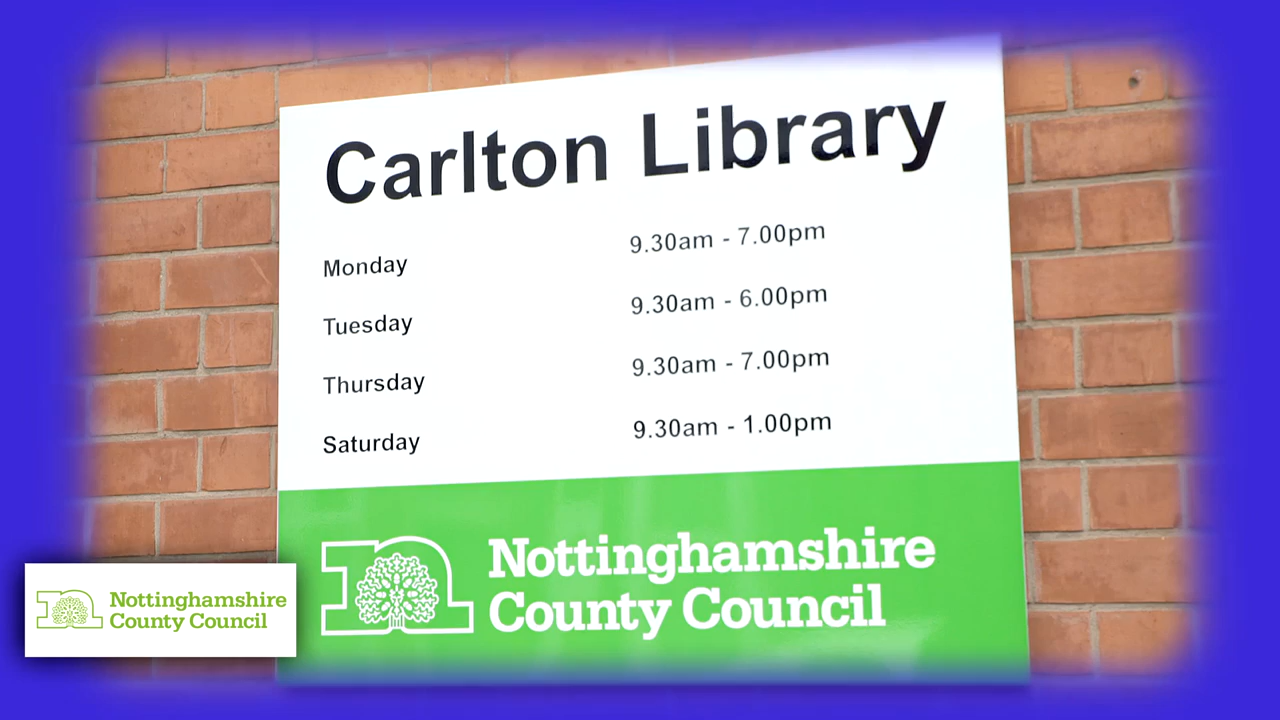 Carlton Library
Monday 9.30am - 7.00pm
Tuesday 9.30am - 6.00pm
Thursday 9.30am - 7.00pm
Saturday 9.30am - 1.00pm
Nottinghamshire
County Council
Nottinghamshire
County Council